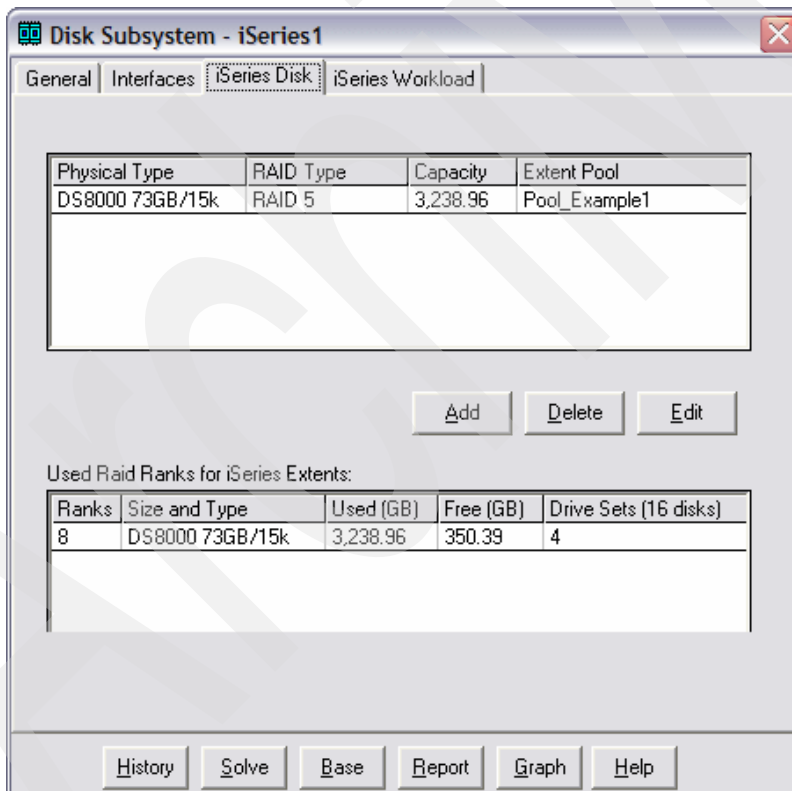 Disk Subsystem - iSeries1
General Interfaces iSeries Disk iSeries Workload
Physical Type RAID Type Capacity Extent Pool
DS8000 73GB/15k RAID 5 3,238.96 Pool_Example1
Add Delete Edit
Used Raid Ranks for iSeries Extents:
Ranks Size and Type Used (GB) Free (GB) Drive Sets (16 disks)
8 DS8000 73GB/15k 3,238.96 350.39 4
History Solve Base Report Graph Help